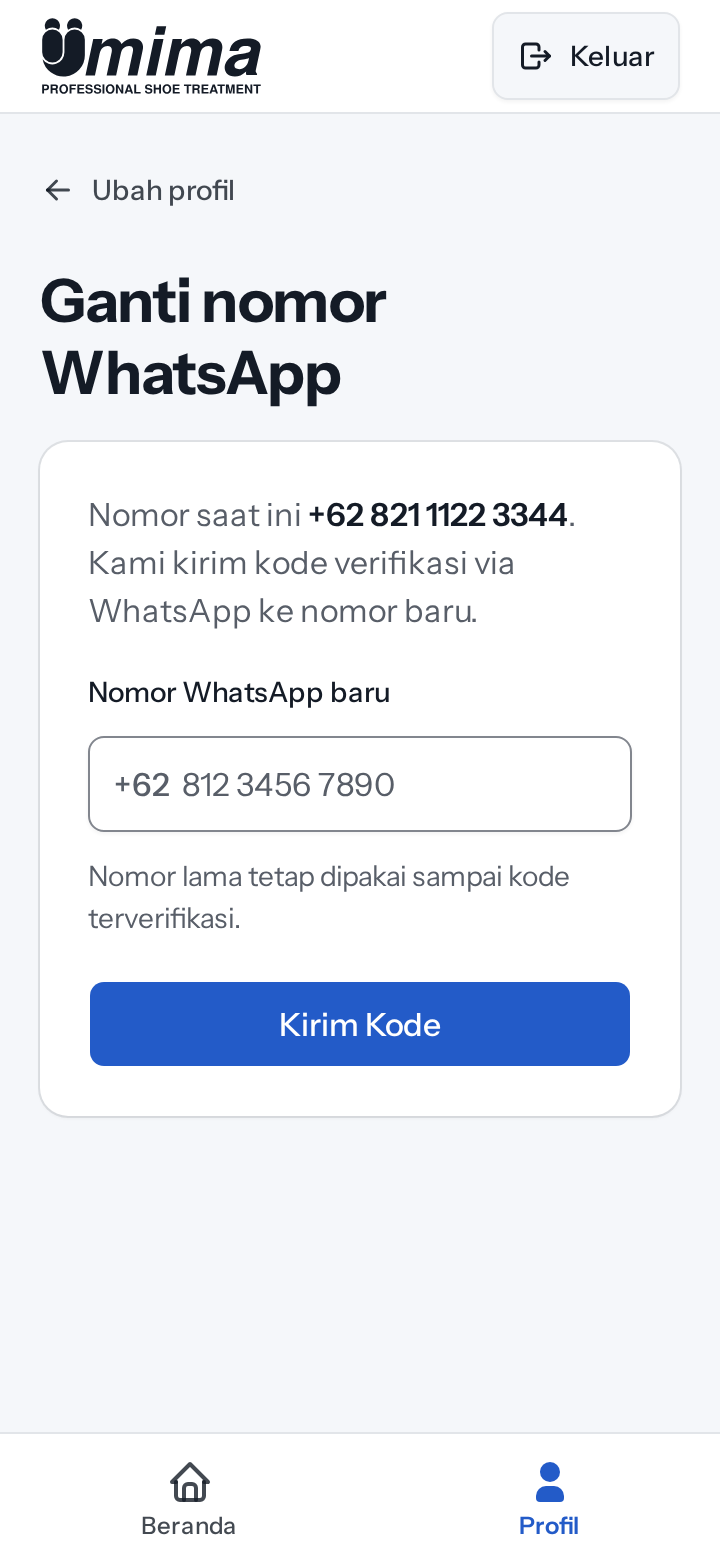 Ümima
PROFESSIONAL SHOE TREATMENT
Keluar
Ubah profil
Ganti nomor
WhatsApp
Nomor saat ini +62 821 1122 3344.
Kami kirim kode verifikasi via
WhatsApp ke nomor baru.
Nomor WhatsApp baru
+62 812 3456 7890
Nomor lama tetap dipakai sampai kode
terverifikasi.
Kirim Kode
Beranda
Profil